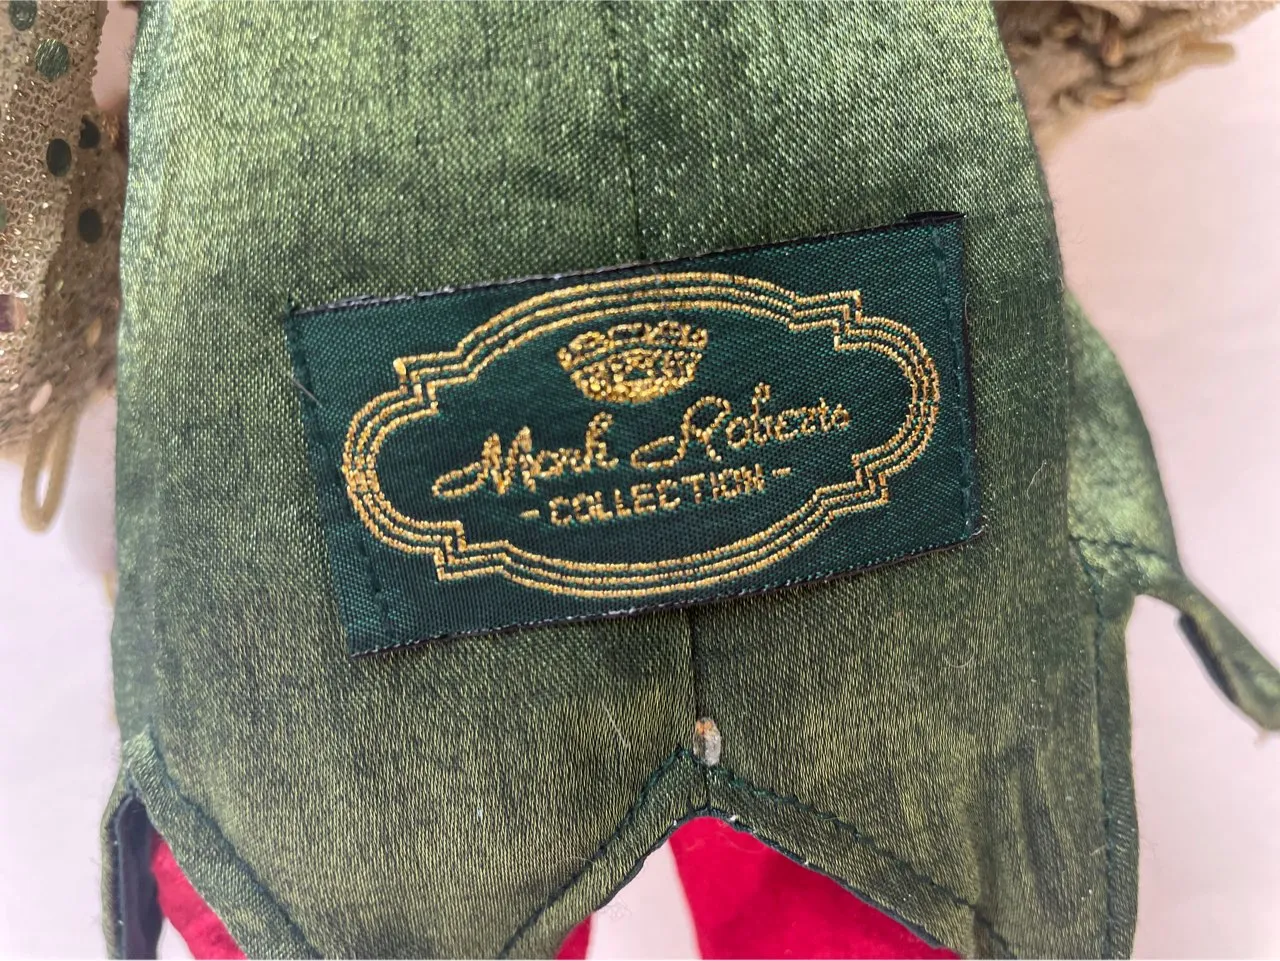 Mark Roberts
- COLLECTION -